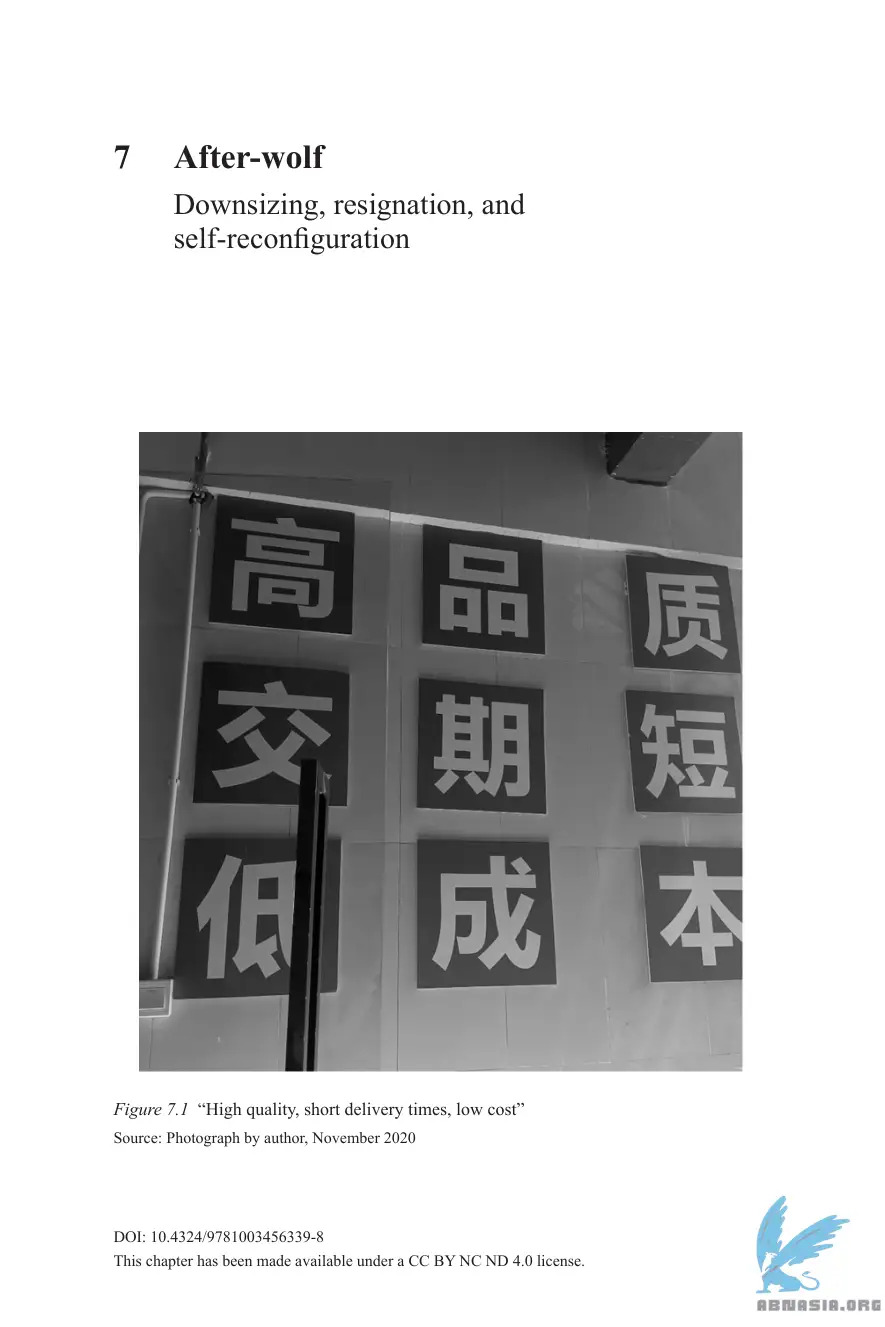 7 After-wolf
Downsizing, resignation, and
self-reconfiguration
高品质
交期短
低成本
Figure 7.1 “High quality, short delivery times, low cost”
Source: Photograph by author, November 2020
DOI: 10.4324/9781003456339-8
This chapter has been made available under a CC BY NC ND 4.0 license.
ABNASIA.ORG